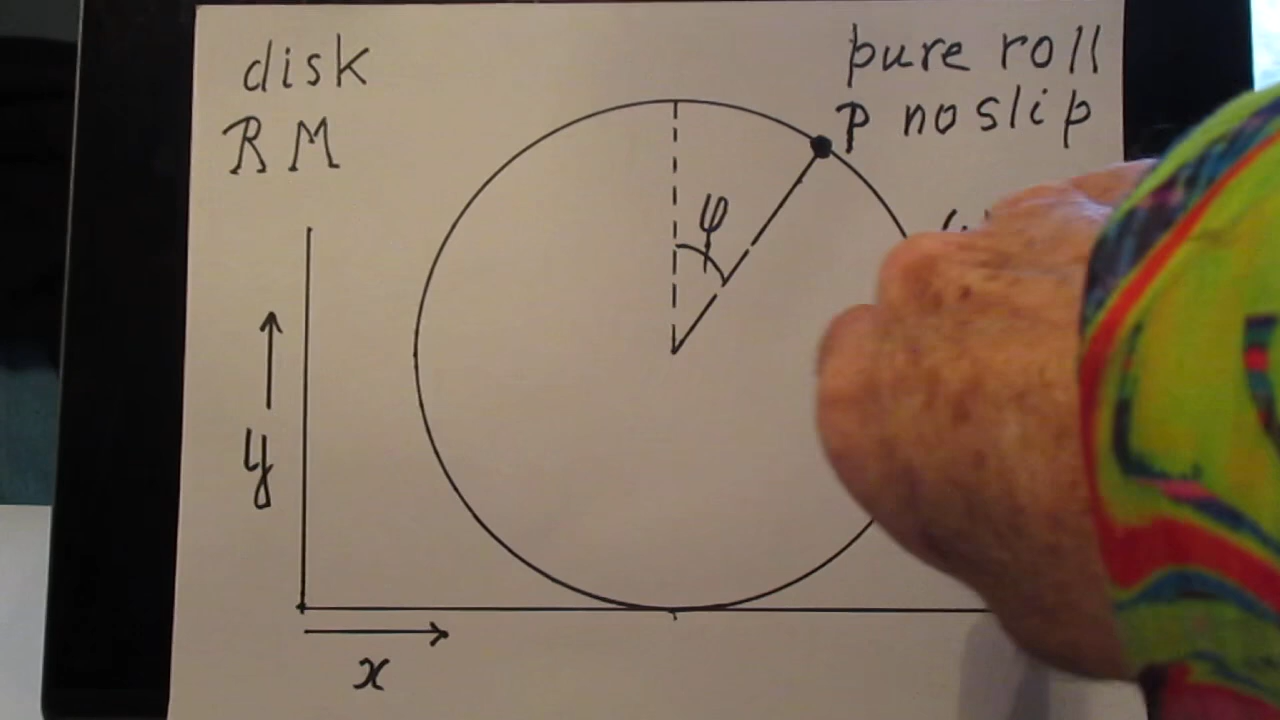 disk
R M
pure roll
P no slip
φ
y
x